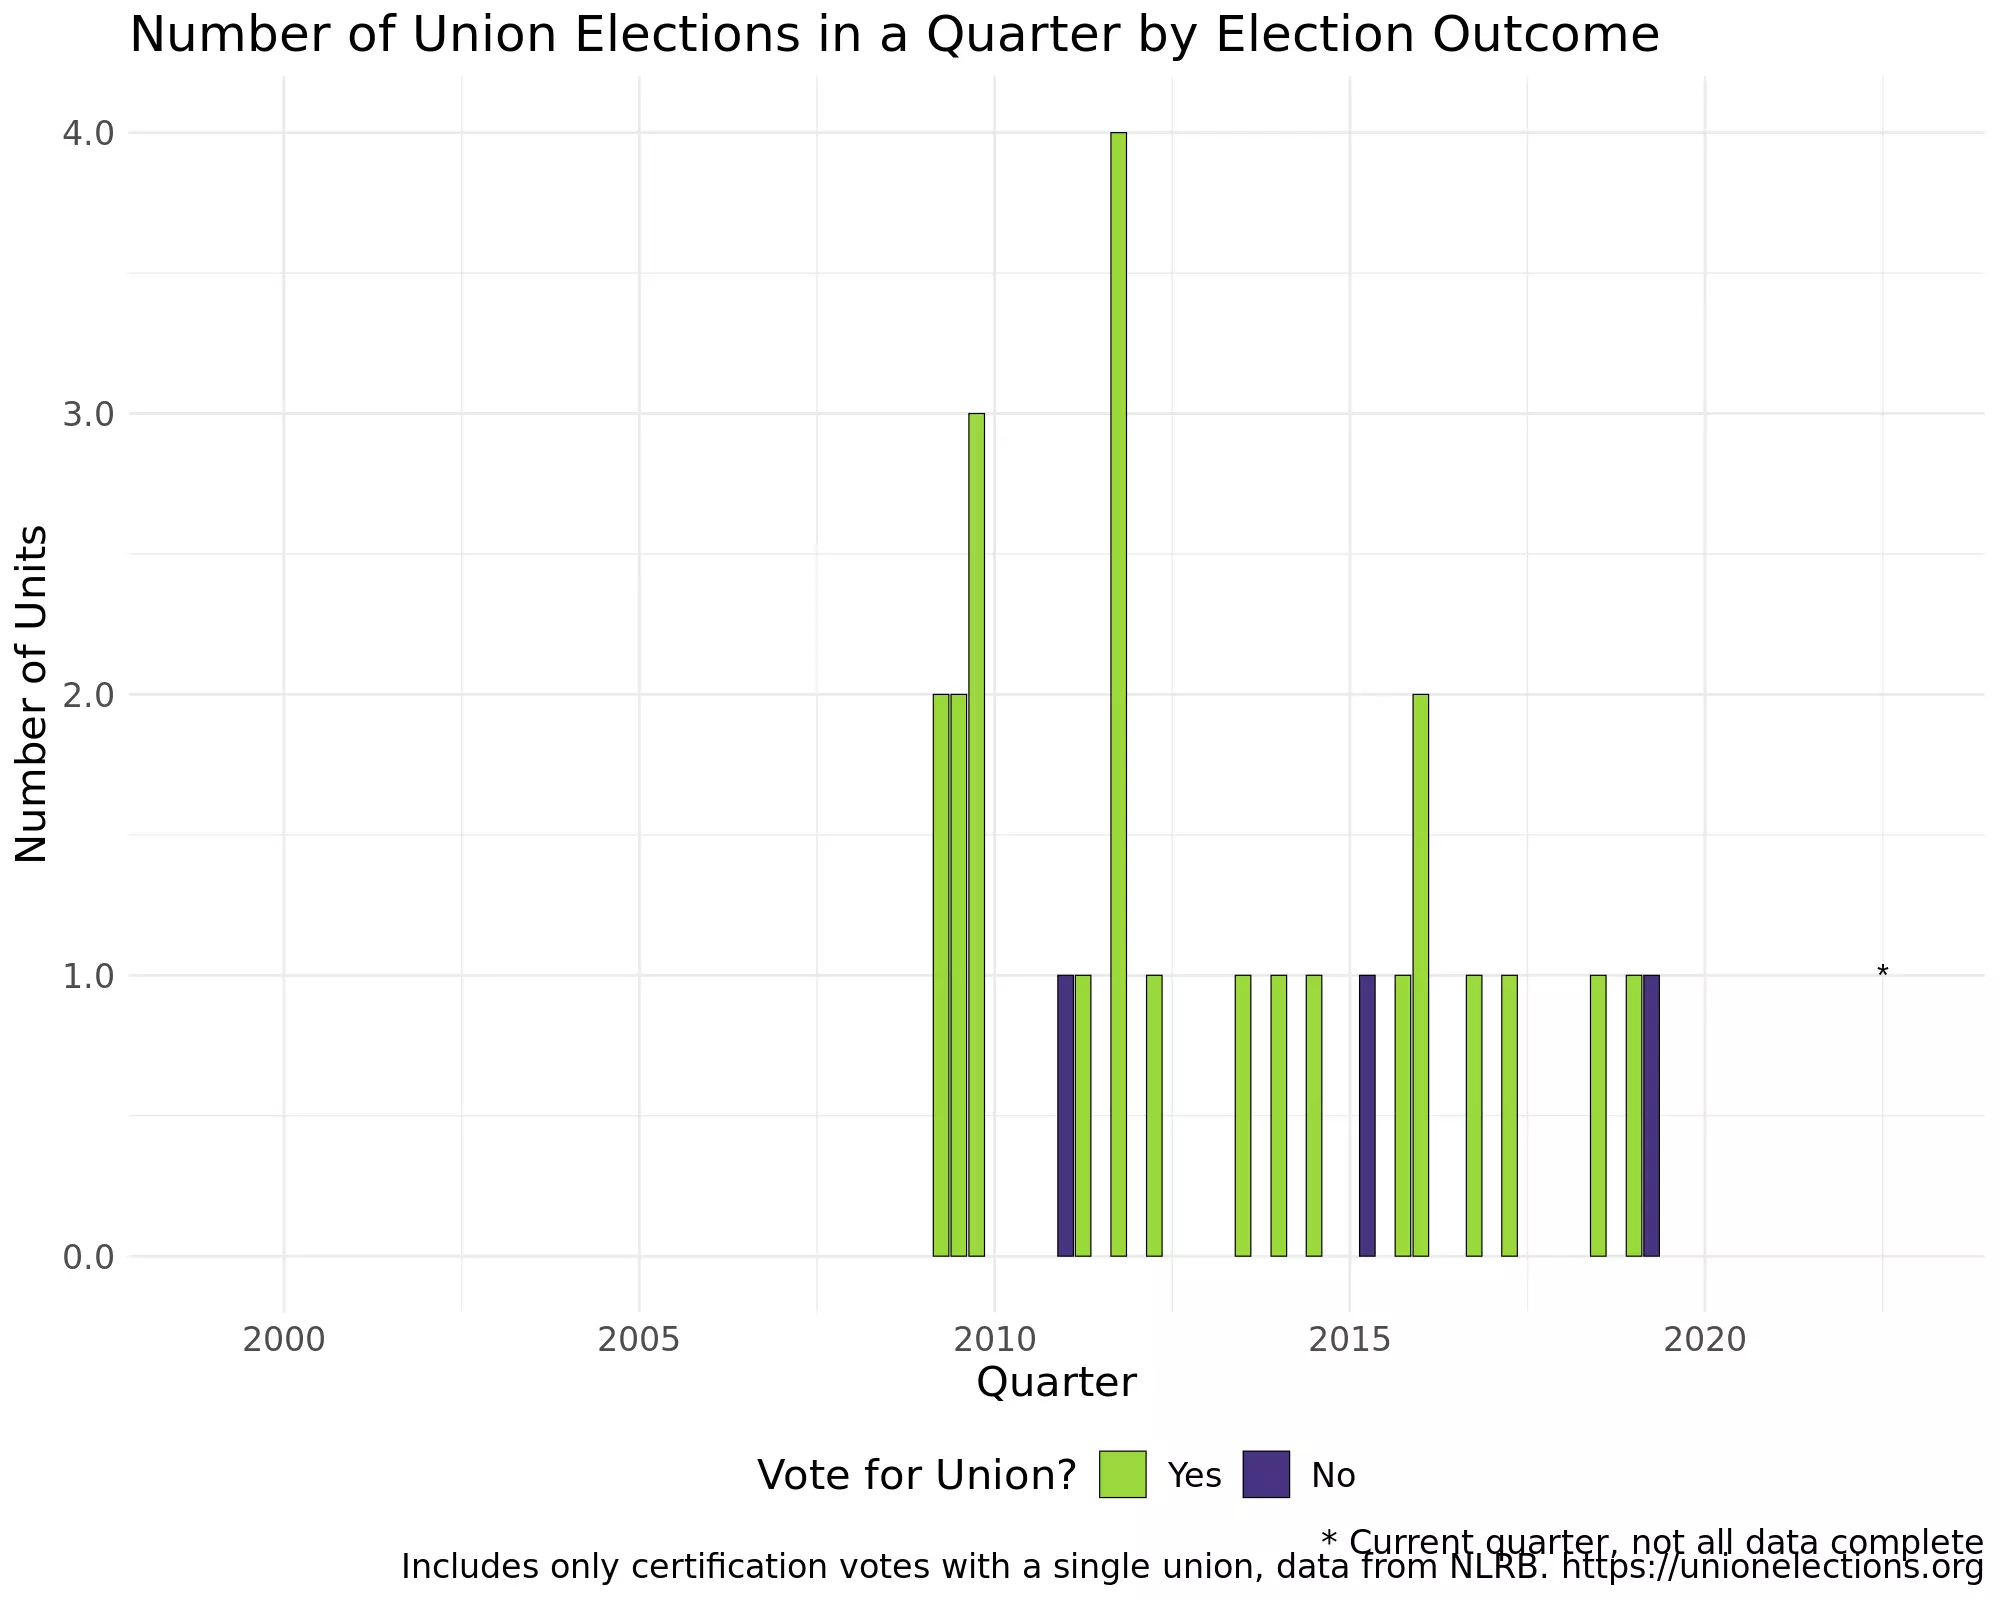 Number of Union Elections in a Quarter by Election Outcome
4.0
3.0
2.0
1.0
0.0
Number of Units
*
2000 2005 2010 2015 2020
Quarter
Vote for Union? Yes No
* Current quarter, not all data complete
Includes only certification votes with a single union, data from NLRB. https://unionelections.org